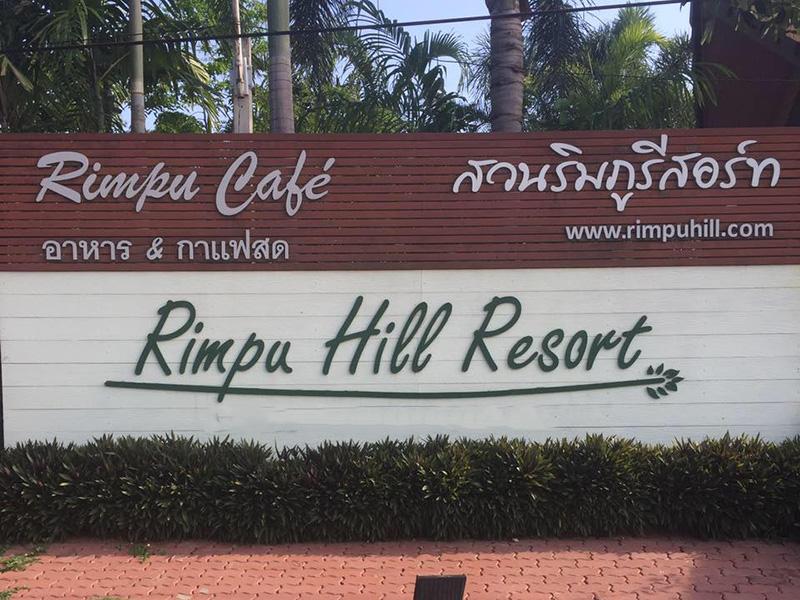 Rimpu Café
อาหาร & กาแฟสด
สวนริมภูรีสอร์ท
www.rimpuhill.com
Rimpu Hill Resort